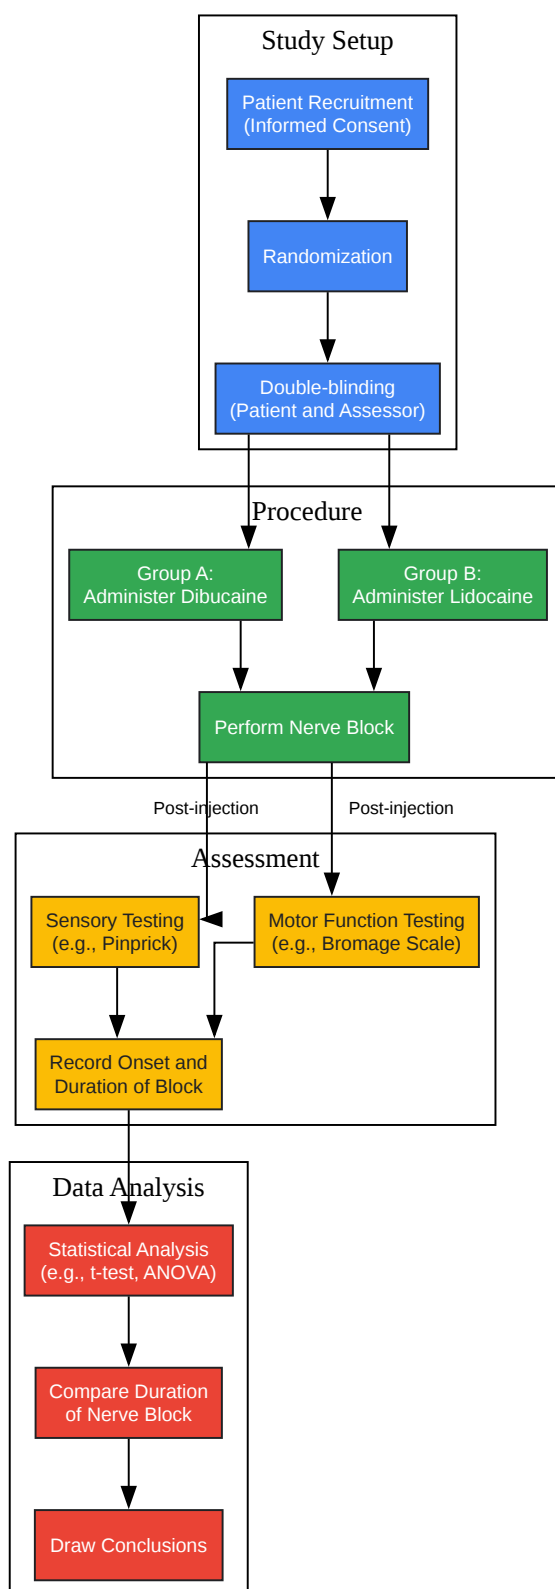 Study Setup
Patient Recruitment
(Informed Consent)
Randomization
Double-blinding
(Patient and Assessor)
Procedure
Group A:
Administer Dibucaine
Group B:
Administer Lidocaine
Perform Nerve Block
Post-injection
Post-injection
Assessment
Sensory Testing
(e.g., Pinprick)
Motor Function Testing
(e.g., Bromage Scale)
Record Onset and
Duration of Block
Data Analysis
Statistical Analysis
(e.g., t-test, ANOVA)
Compare Duration
of Nerve Block
Draw Conclusions